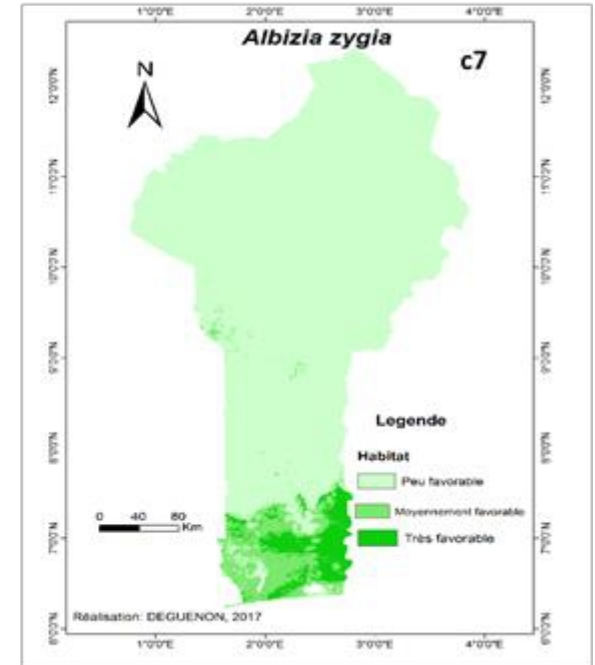 1°0'0"E 2°0'0"E 3°0'0"E 4°0'0"E
Albizia zygia
c7
N
12°0'0"N 12°0'0"N
11°0'0"N 11°0'0"N
10°0'0"N 10°0'0"N
9°0'0"N 9°0'0"N
8°0'0"N 8°0'0"N
7°0'0"N 7°0'0"N
6°0'0"N 6°0'0"N
Legende
Habitat
Peu favorable
Moyennement favorable
Très favorable
0 40 80
Km
Réalisation: DEGUENON, 2017
1°0'0"E 2°0'0"E 3°0'0"E 4°0'0"E